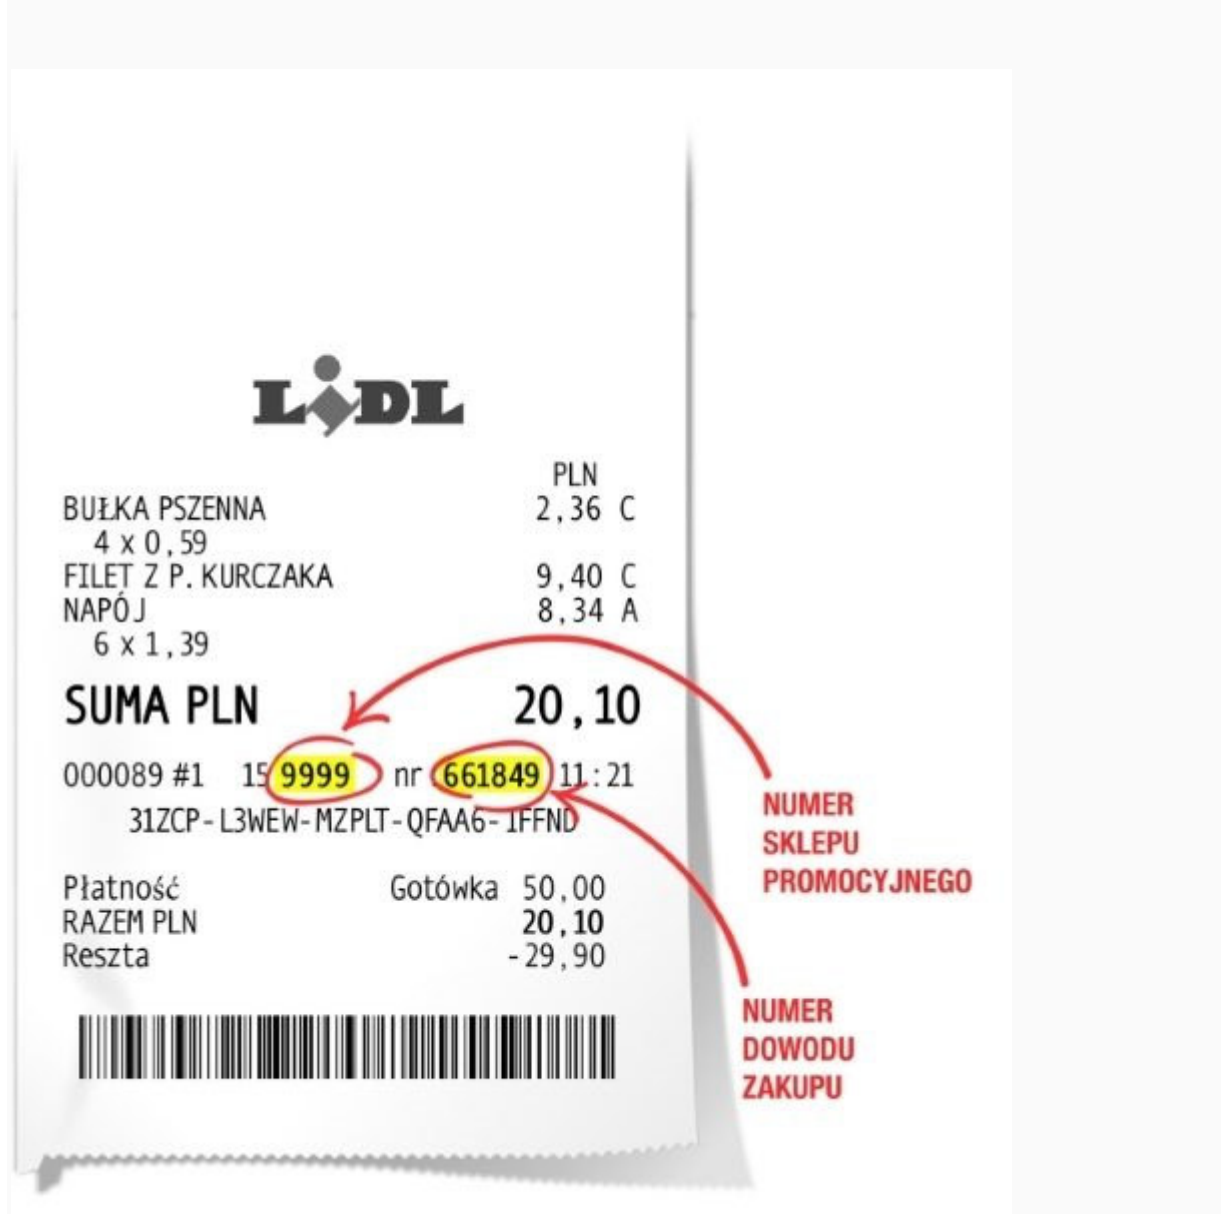 LIDL
PLN
BUŁKA PSZENNA 2,36 C
4 x 0,59
FILET Z P. KURCZAKA 9,40 C
NAPÓJ 8,34 A
6 x 1,39
SUMA PLN 20,10
000089 #1 15 9999 nr 661849 11:21
31ZCP-L3WEW-MZPLT-QFAA6-1FFND
Płatność Gotówka 50,00
RAZEM PLN 20,10
Reszta -29,90
NUMER
SKLEPU
PROMOCYJNEGO
NUMER
DOWODU
ZAKUPU